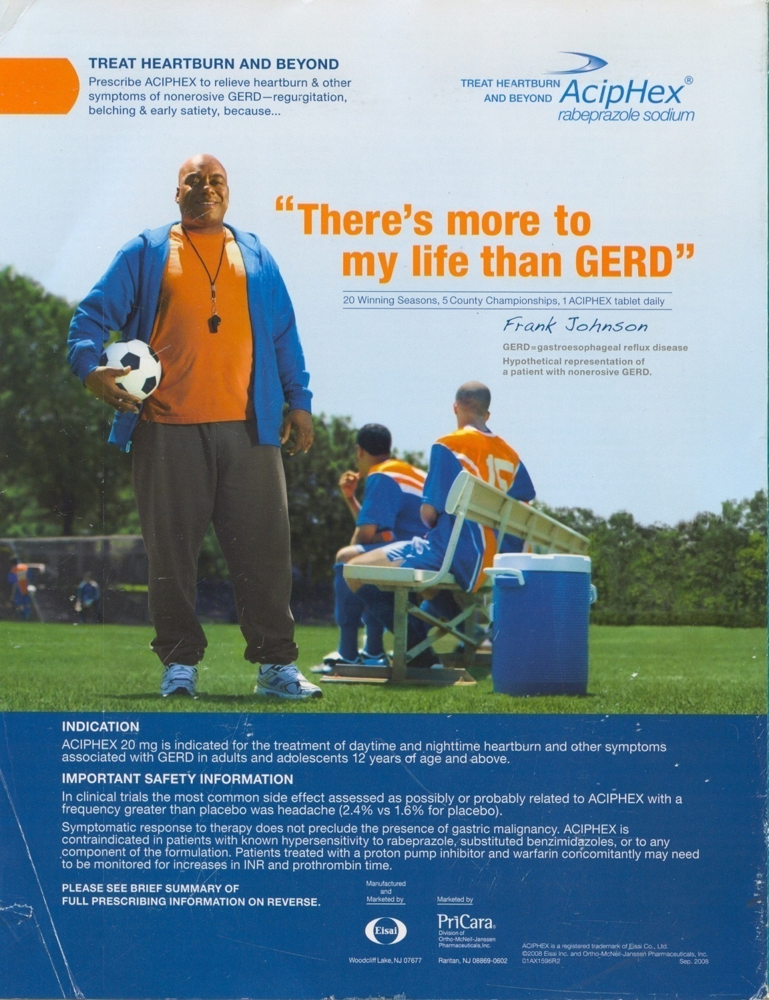 TREAT HEARTBURN AND BEYOND
Prescribe ACIPHEX to relieve heartburn & other
symptoms of nonerosive GERD—regurgitation,
belching & early satiety, because...
TREAT HEARTBURN
AND BEYOND
AcipHex®
rabeprazole sodium
“There’s more to
my life than GERD”
20 Winning Seasons, 5 County Championships, 1 ACIPHEX tablet daily
Frank Johnson
GERD=gastroesophageal reflux disease
Hypothetical representation of
a patient with nonerosive GERD.
15
INDICATION
ACIPHEX 20 mg is indicated for the treatment of daytime and nighttime heartburn and other symptoms
associated with GERD in adults and adolescents 12 years of age and above.
IMPORTANT SAFETY INFORMATION
In clinical trials the most common side effect assessed as possibly or probably related to ACIPHEX with a
frequency greater than placebo was headache (2.4% vs 1.6% for placebo).
Symptomatic response to therapy does not preclude the presence of gastric malignancy. ACIPHEX is
contraindicated in patients with known hypersensitivity to rabeprazole, substituted benzimidazoles, or to any
component of the formulation. Patients treated with a proton pump inhibitor and warfarin concomitantly may need
to be monitored for increases in INR and prothrombin time.
PLEASE SEE BRIEF SUMMARY OF
FULL PRESCRIBING INFORMATION ON REVERSE.
Manufactured
and
Marketed by
Eisai
Woodcliff Lake, NJ 07677
Marketed by
PriCara®
Division of
Ortho-McNeil-Janssen
Pharmaceuticals, Inc.
Raritan, NJ 08869-0602
ACIPHEX is a registered trademark of Eisai Co., Ltd.
©2008 Eisai Inc. and Ortho-McNeil-Janssen Pharmaceuticals, Inc.
01AX1596R2 Sep. 2008